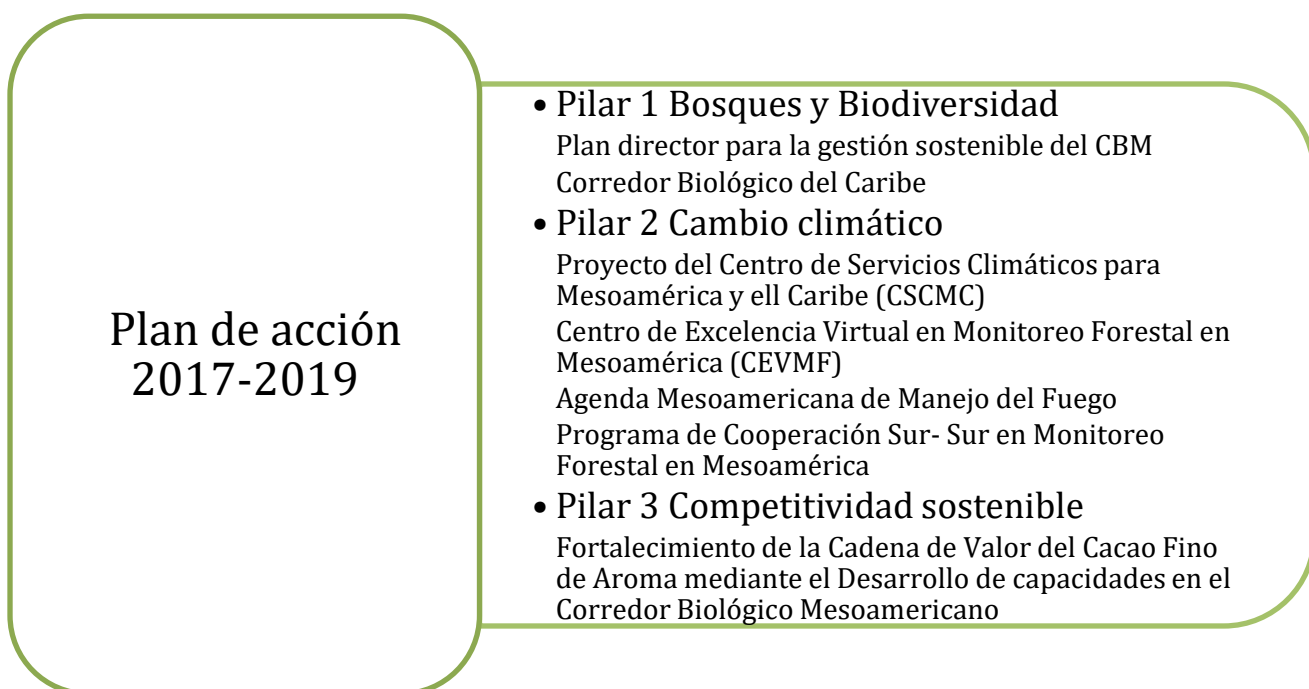 Plan de acción
2017-2019
• Pilar 1 Bosques y Biodiversidad
Plan director para la gestión sostenible del CBM
Corredor Biológico del Caribe
• Pilar 2 Cambio climático
Proyecto del Centro de Servicios Climáticos para
Mesoamérica y ell Caribe (CSCMC)
Centro de Excelencia Virtual en Monitoreo Forestal en
Mesoamérica (CEVMF)
Agenda Mesoamericana de Manejo del Fuego
Programa de Cooperación Sur- Sur en Monitoreo
Forestal en Mesoamérica
• Pilar 3 Competitividad sostenible
Fortalecimiento de la Cadena de Valor del Cacao Fino
de Aroma mediante el Desarrollo de capacidades en el
Corredor Biológico Mesoamericano